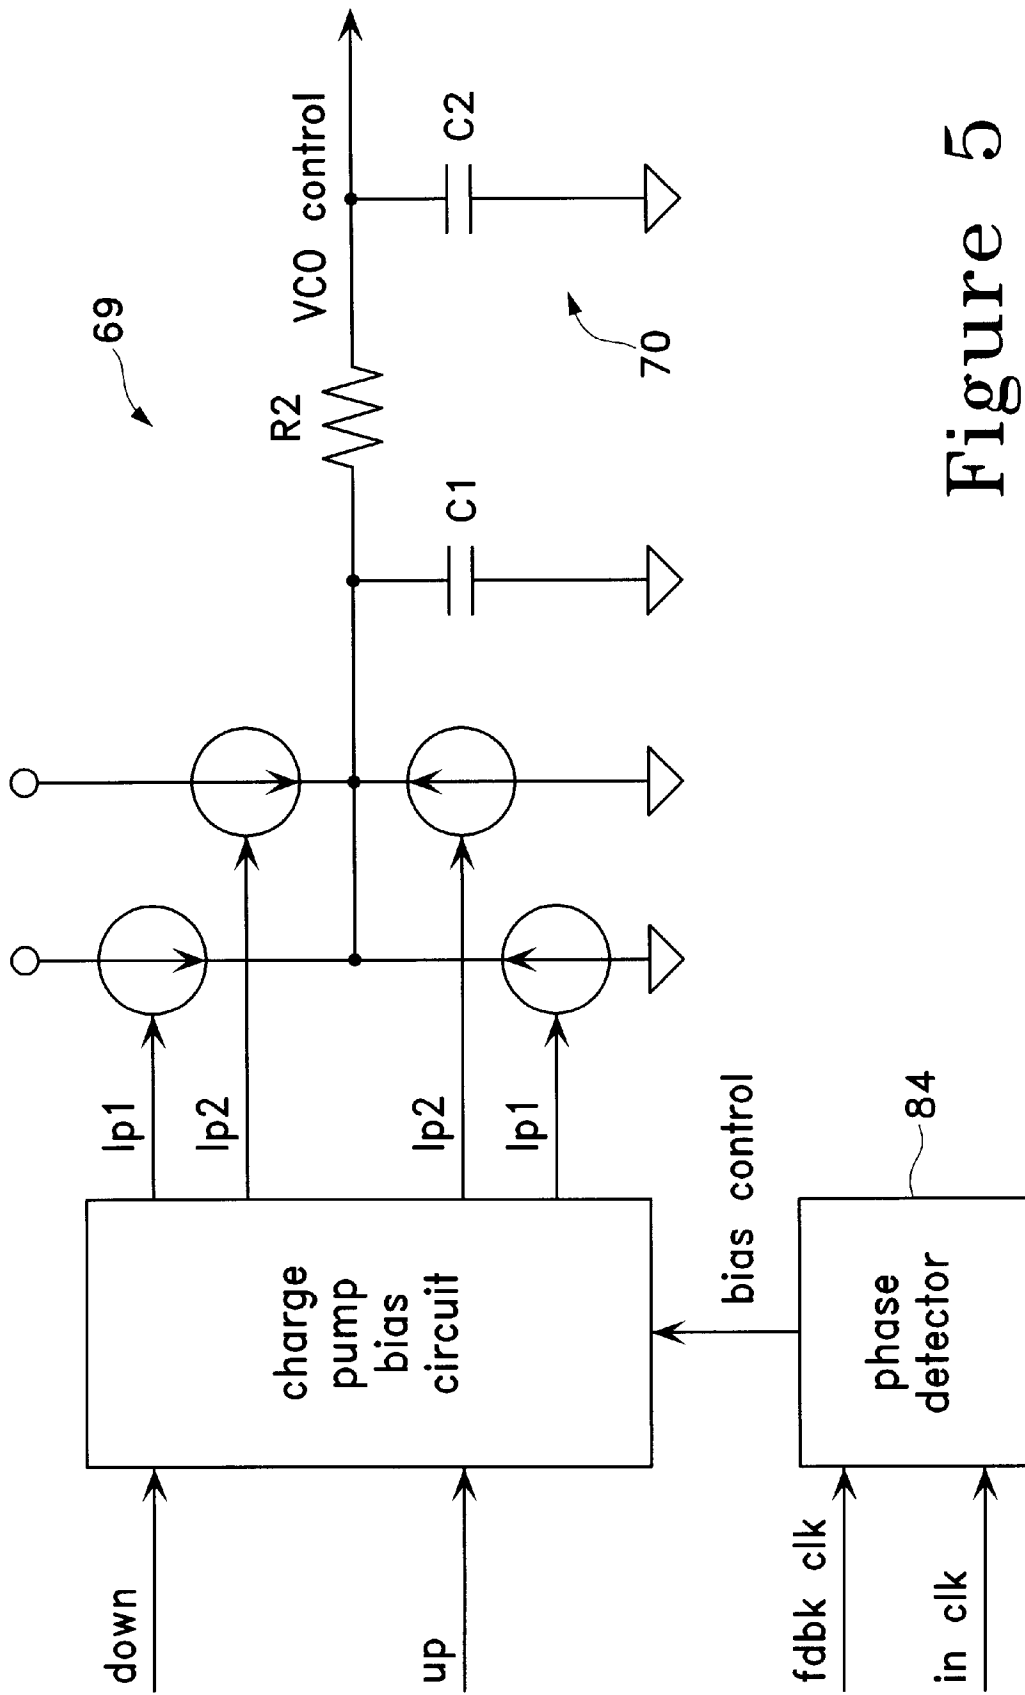 69
VCO control
R2
C1
C2
70
Ip1
Ip2
Ip2
Ip1
down
up
charge
pump
bias
circuit
bias control
fdbk clk
in clk
phase
detector
84
Figure 5